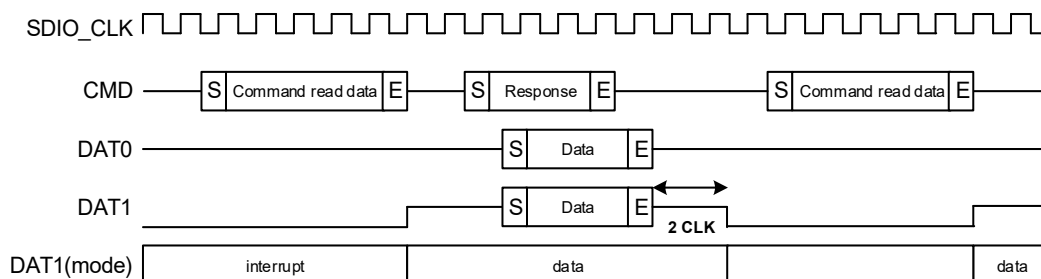 SDIO_CLK
CMD S Command read data E S Response E S Command read data E
DAT0 S Data E
DAT1 S Data E
2 CLK
DAT1(mode) interrupt data data